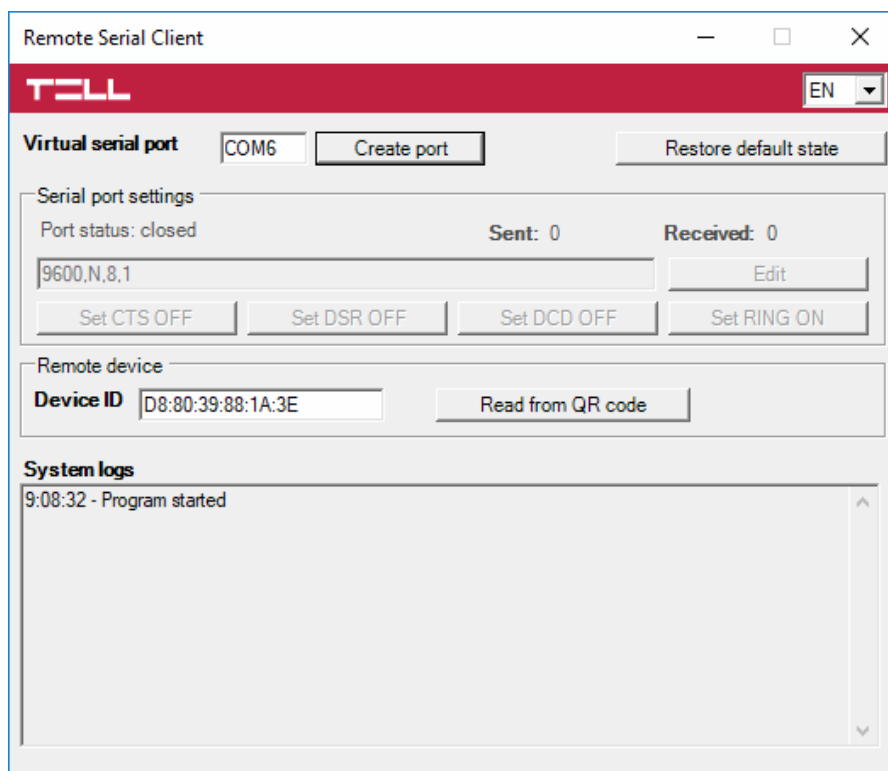 Remote Serial Client
TELL
EN
Virtual serial port COM6 Create port Restore default state
Serial port settings
Port status: closed Sent: 0 Received: 0
9600,N,8,1 Edit
Set CTS OFF Set DSR OFF Set DCD OFF Set RING ON
Remote device
Device ID D8:80:39:88:1A:3E Read from QR code
System logs
9:08:32 - Program started